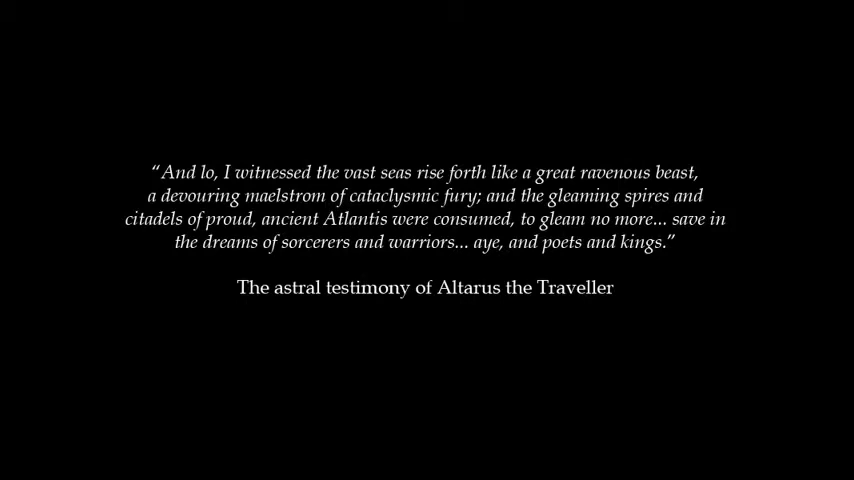 “And lo, I witnessed the vast seas rise forth like a great ravenous beast,
a devouring maelstrom of cataclysmic fury; and the gleaming spires and
citadels of proud, ancient Atlantis were consumed, to gleam no more... save in
the dreams of sorcerers and warriors... aye, and poets and kings.”
The astral testimony of Altarus the Traveller